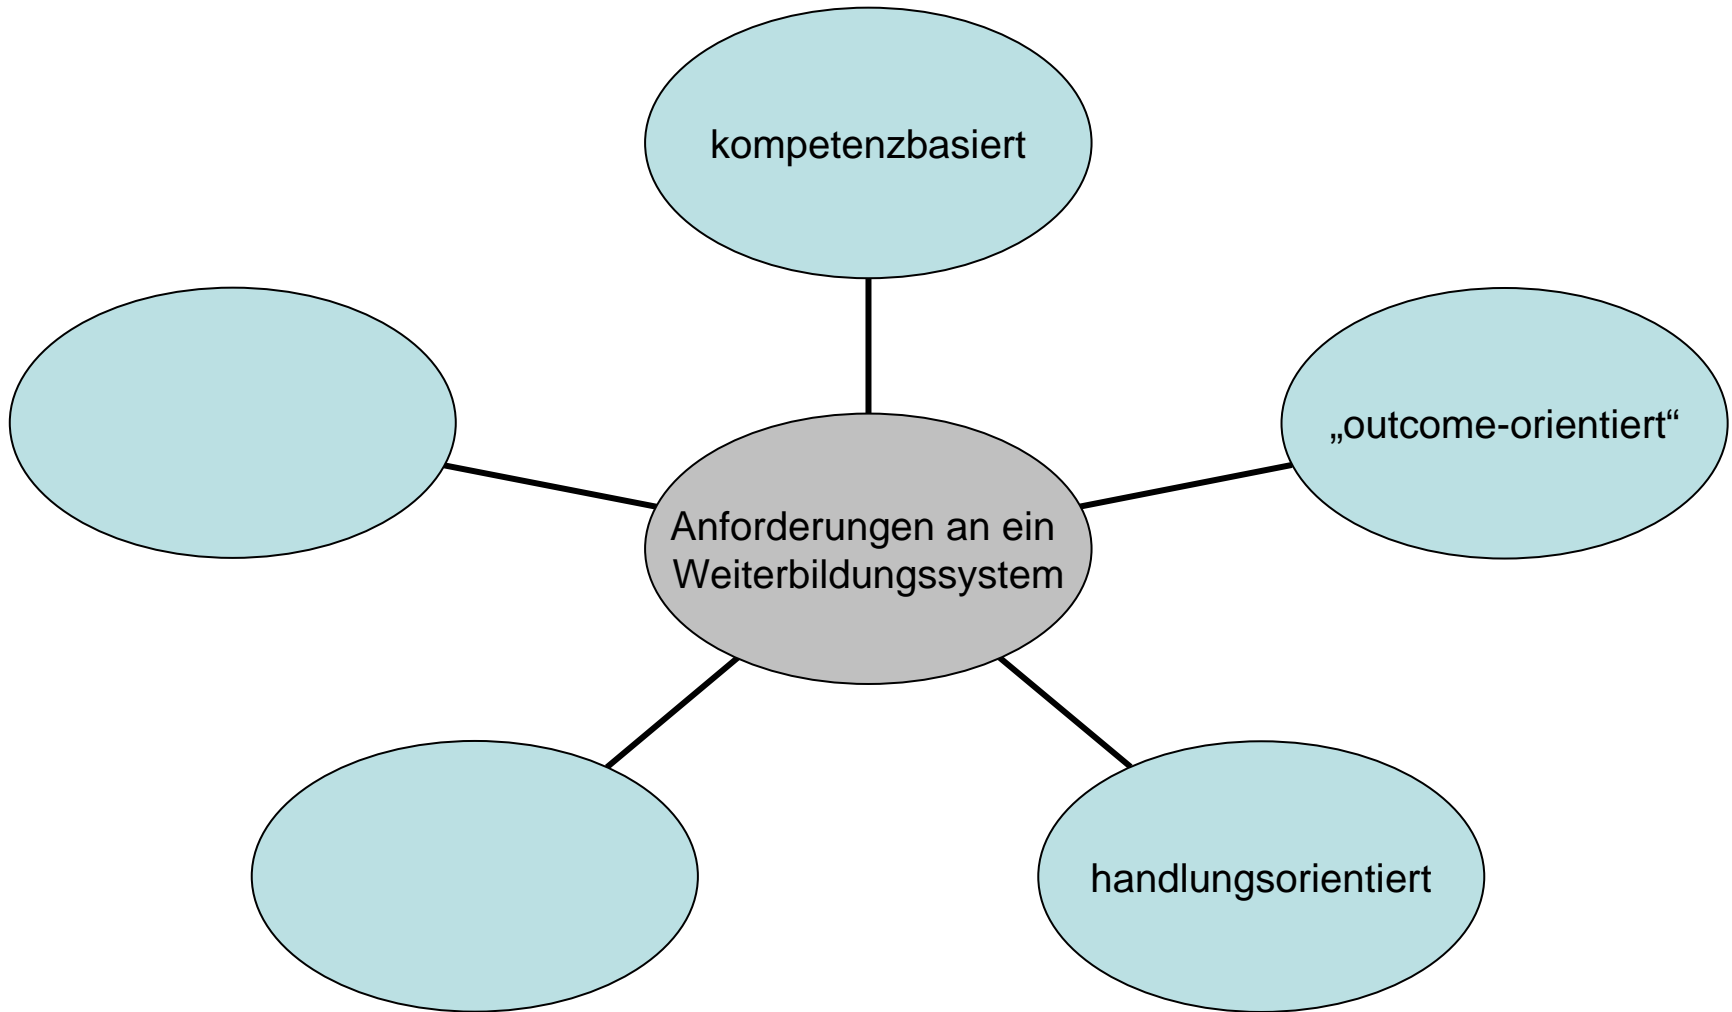 kompetenzbasiert
„outcome-orientiert“
Anforderungen an ein
Weiterbildungssystem
handlungsorientiert